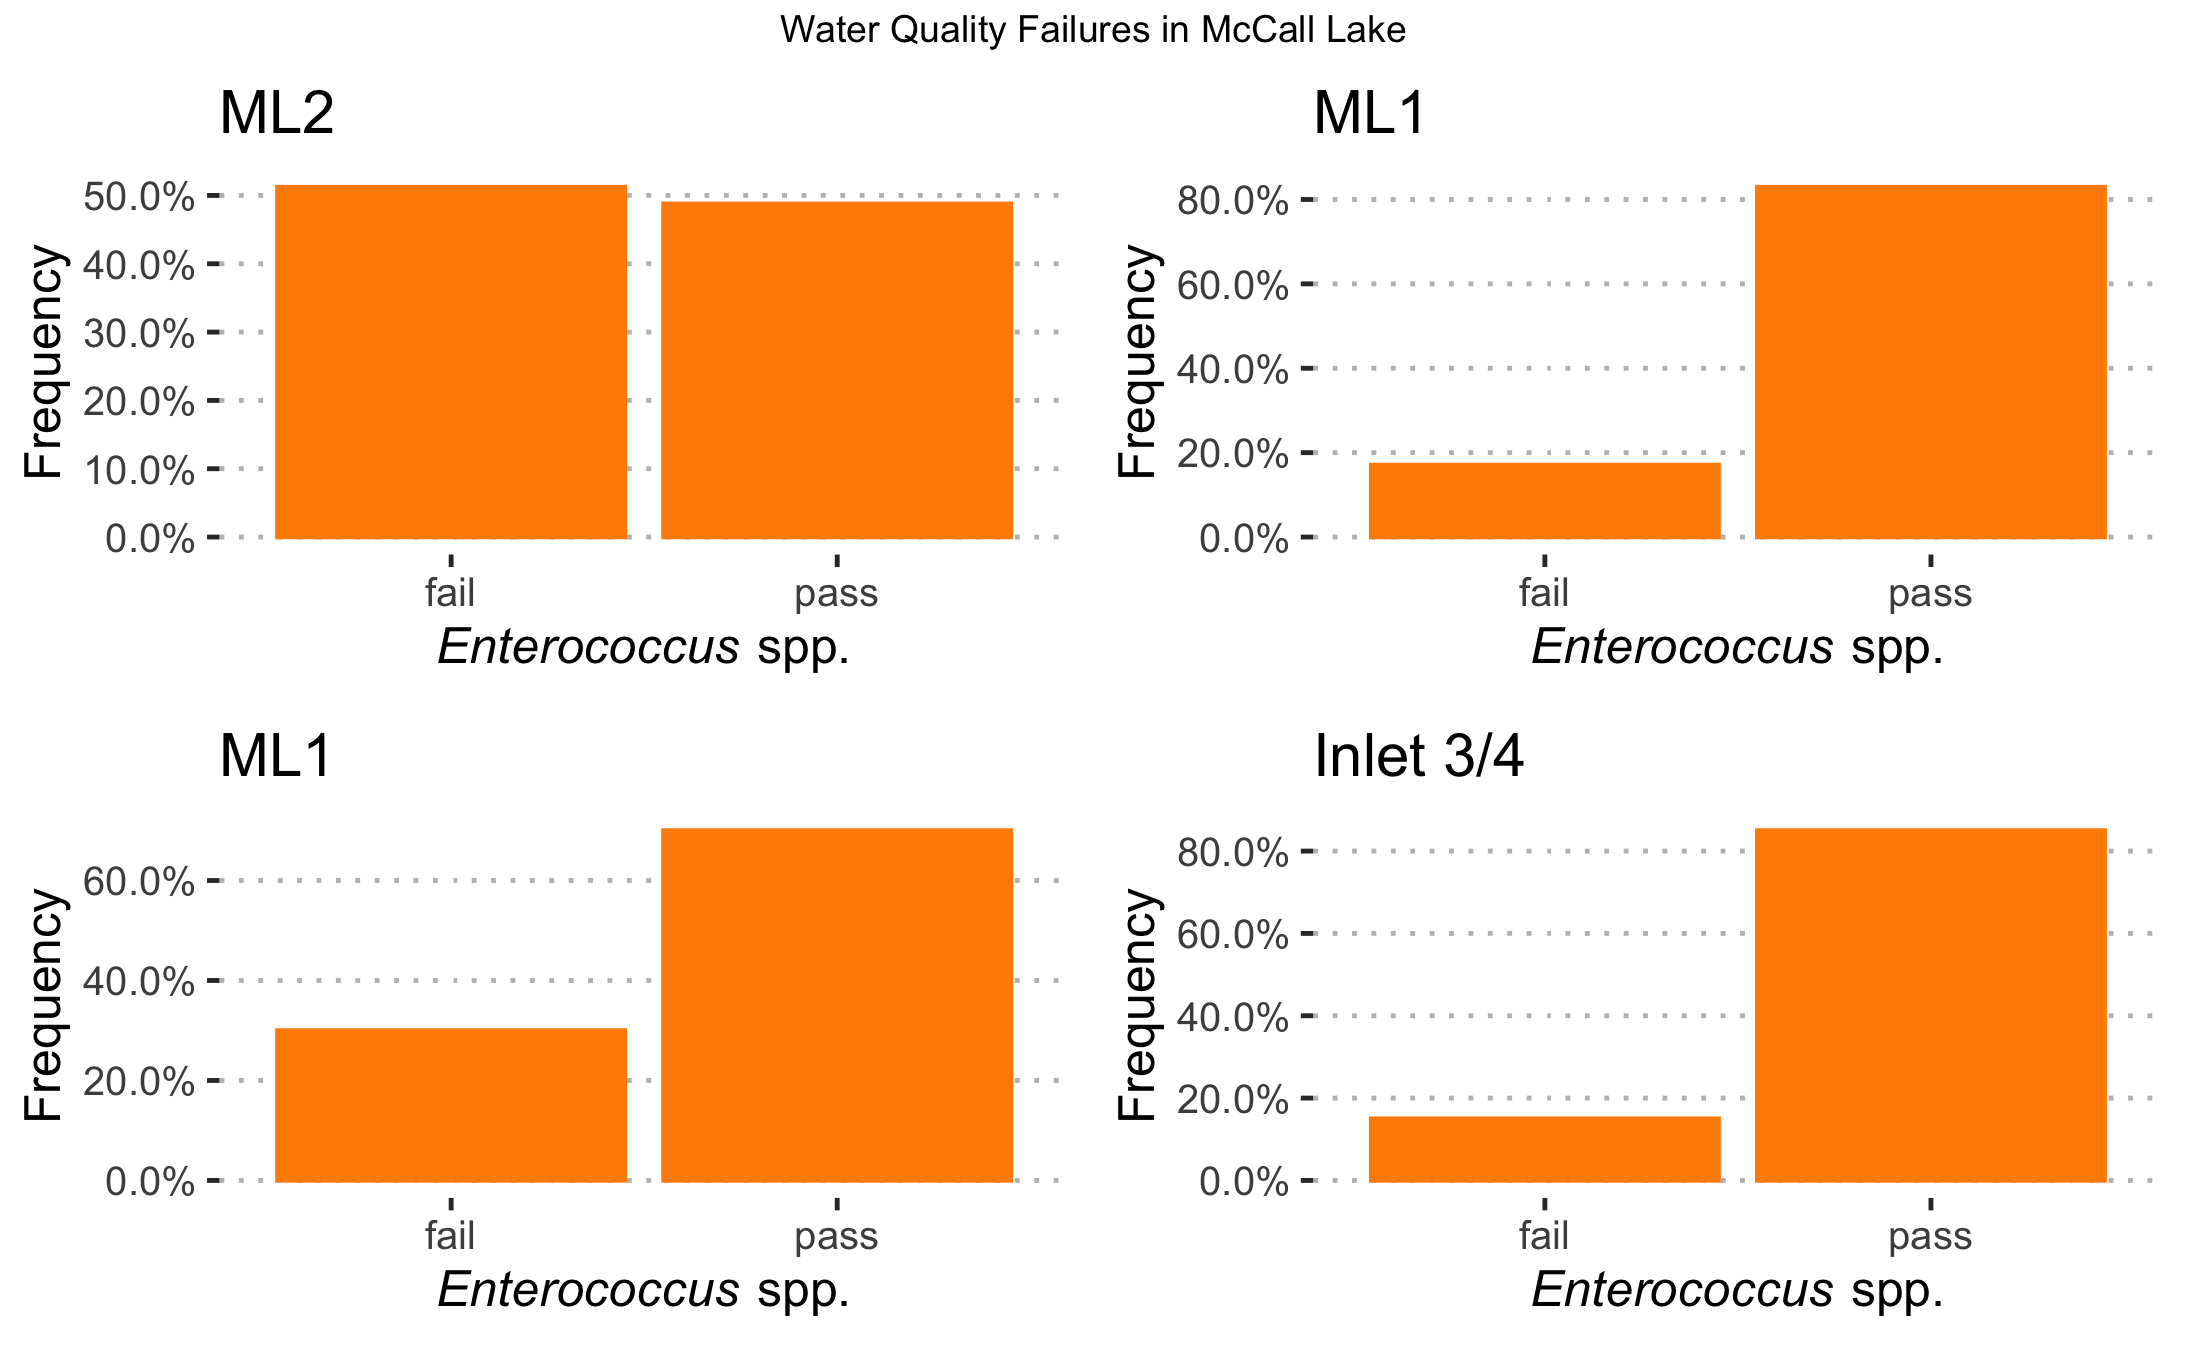 Water Quality Failures in McCall Lake
ML2
Frequency
50.0%
40.0%
30.0%
20.0%
10.0%
0.0%
fail pass
Enterococcus spp.
ML1
Frequency
80.0%
60.0%
40.0%
20.0%
0.0%
fail pass
Enterococcus spp.
ML1
Frequency
60.0%
40.0%
20.0%
0.0%
fail pass
Enterococcus spp.
Inlet 3/4
Frequency
80.0%
60.0%
40.0%
20.0%
0.0%
fail pass
Enterococcus spp.